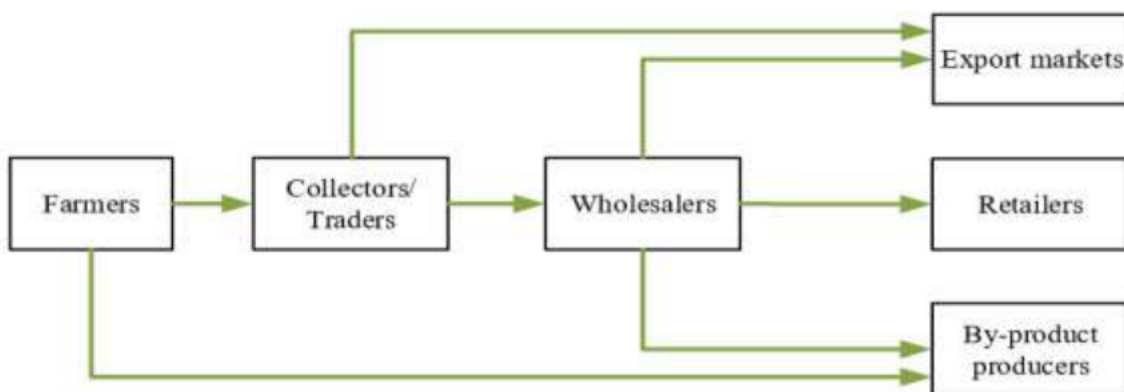 Export markets
Farmers
Collectors/
Traders
Wholesalers
Retailers
By-product
producers